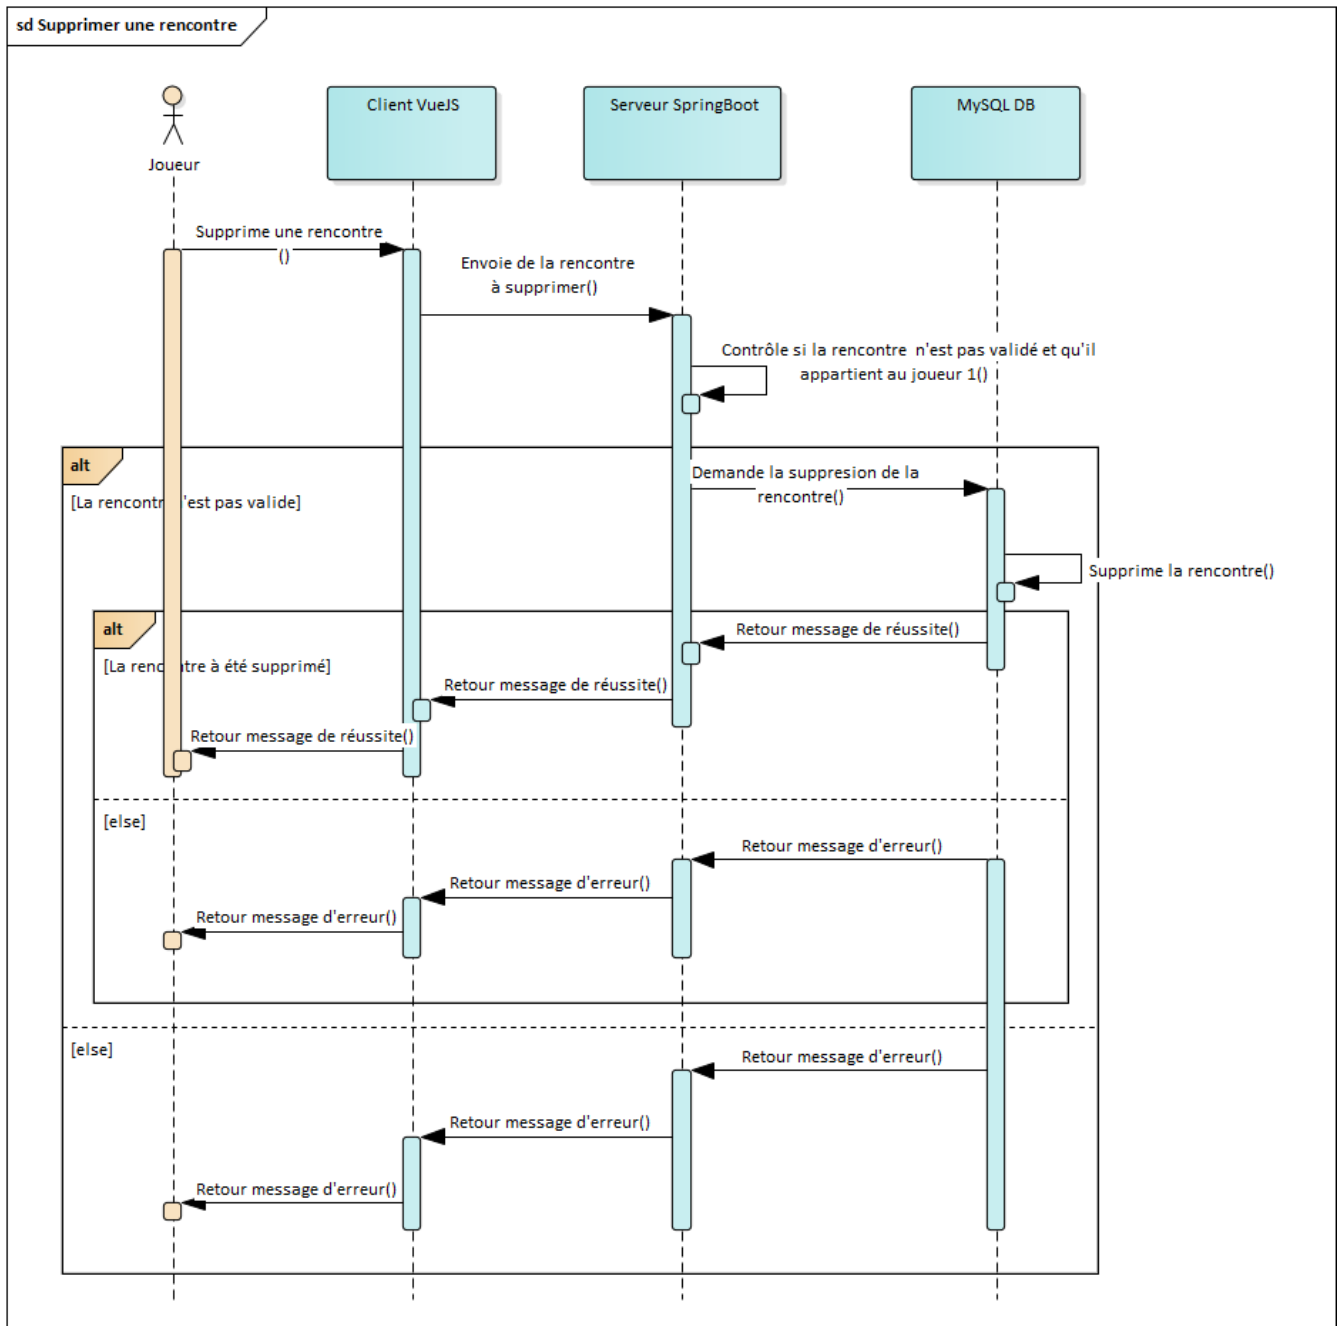 sd Supprimer une rencontre
Joueur
Client VueJS
Serveur SpringBoot
MySQL DB
Supprime une rencontre
()
Envoie de la rencontre
à supprimer()
Contrôle si la rencontre n'est pas validé et qu'il
appartient au joueur 1()
alt
[La rencontr 'est pas valide]
Demande la suppresion de la
rencontre()
Supprime la rencontre()
alt
[La renc tre à été supprimé]
Retour message de réussite()
Retour message de réussite()
Retour message de réussite()
[else]
Retour message d'erreur()
Retour message d'erreur()
Retour message d'erreur()
[else]
Retour message d'erreur()
Retour message d'erreur()
Retour message d'erreur()